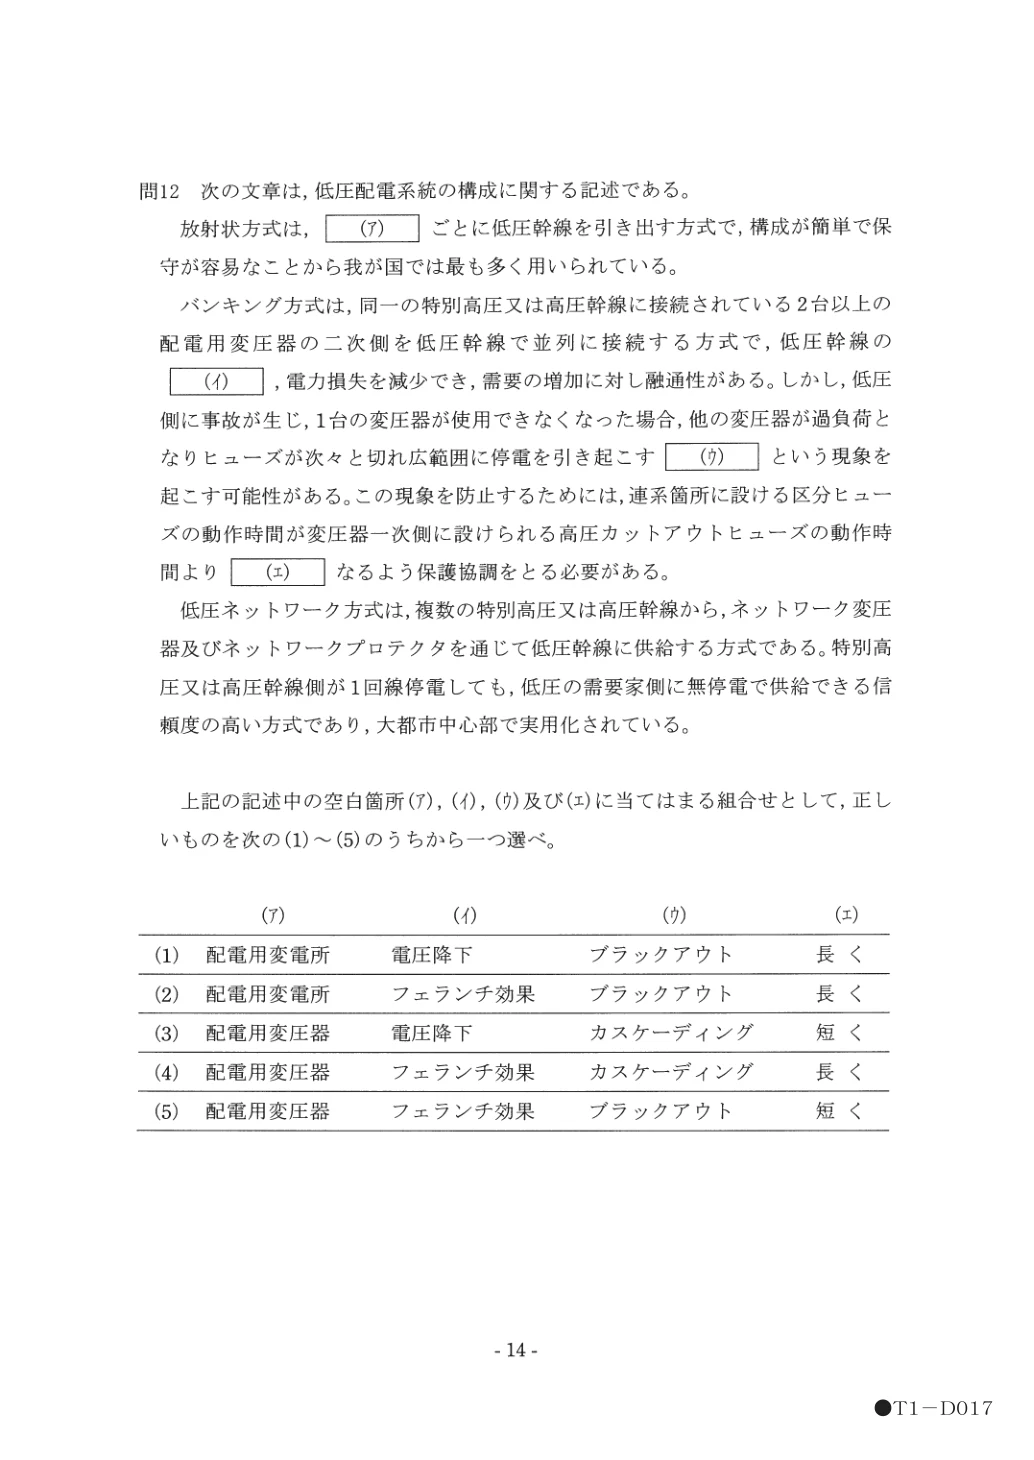 問12　次の文章は，低圧配電系統の構成に関する記述である。
放射状方式は，(ア)ごとに低圧幹線を引き出す方式で，構成が簡単で保
守が容易なことから我が国では最も多く用いられている。
バンキング方式は，同一の特別高圧又は高圧幹線に接続されている2台以上の
配電用変圧器の二次側を低圧幹線で並列に接続する方式で，低圧幹線の
(イ)，電力損失を減少でき，需要の増加に対し融通性がある。しかし，低圧
側に事故が生じ，1台の変圧器が使用できなくなった場合，他の変圧器が過負荷と
なりヒューズが次々と切れ広範囲に停電を引き起こす(ウ)という現象を
起こす可能性がある。この現象を防止するためには，連系箇所に設ける区分ヒュー
ズの動作時間が変圧器一次側に設けられる高圧カットアウトヒューズの動作時
間より(エ)なるよう保護協調をとる必要がある。
低圧ネットワーク方式は，複数の特別高圧又は高圧幹線から，ネットワーク変圧
器及びネットワークプロテクタを通じて低圧幹線に供給する方式である。特別高
圧又は高圧幹線側が1回線停電しても，低圧の需要家側に無停電で供給できる信
頼度の高い方式であり，大都市中心部で実用化されている。
上記の記述中の空白箇所(ア)，(イ)，(ウ)及び(エ)に当てはまる組合せとして，正し
いものを次の(1)～(5)のうちから一つ選べ。
(ア)　(イ)　(ウ)　(エ)
(1)　配電用変電所　電圧降下　ブラックアウト　長く
(2)　配電用変電所　フェランチ効果　ブラックアウト　長く
(3)　配電用変圧器　電圧降下　カスケーディング　短く
(4)　配電用変圧器　フェランチ効果　カスケーディング　長く
(5)　配電用変圧器　フェランチ効果　ブラックアウト　短く
- 14 -
●T1－D017